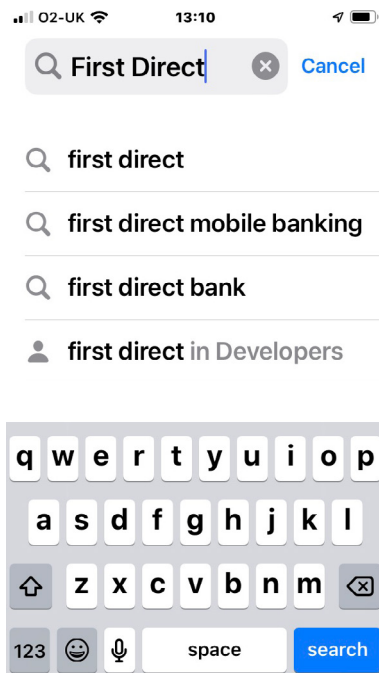 O2-UK 13:10
First Direct Cancel
first direct
first direct mobile banking
first direct bank
first direct in Developers
q w e r t y u i o p
a s d f g h j k l
z x c v b n m
123 space search